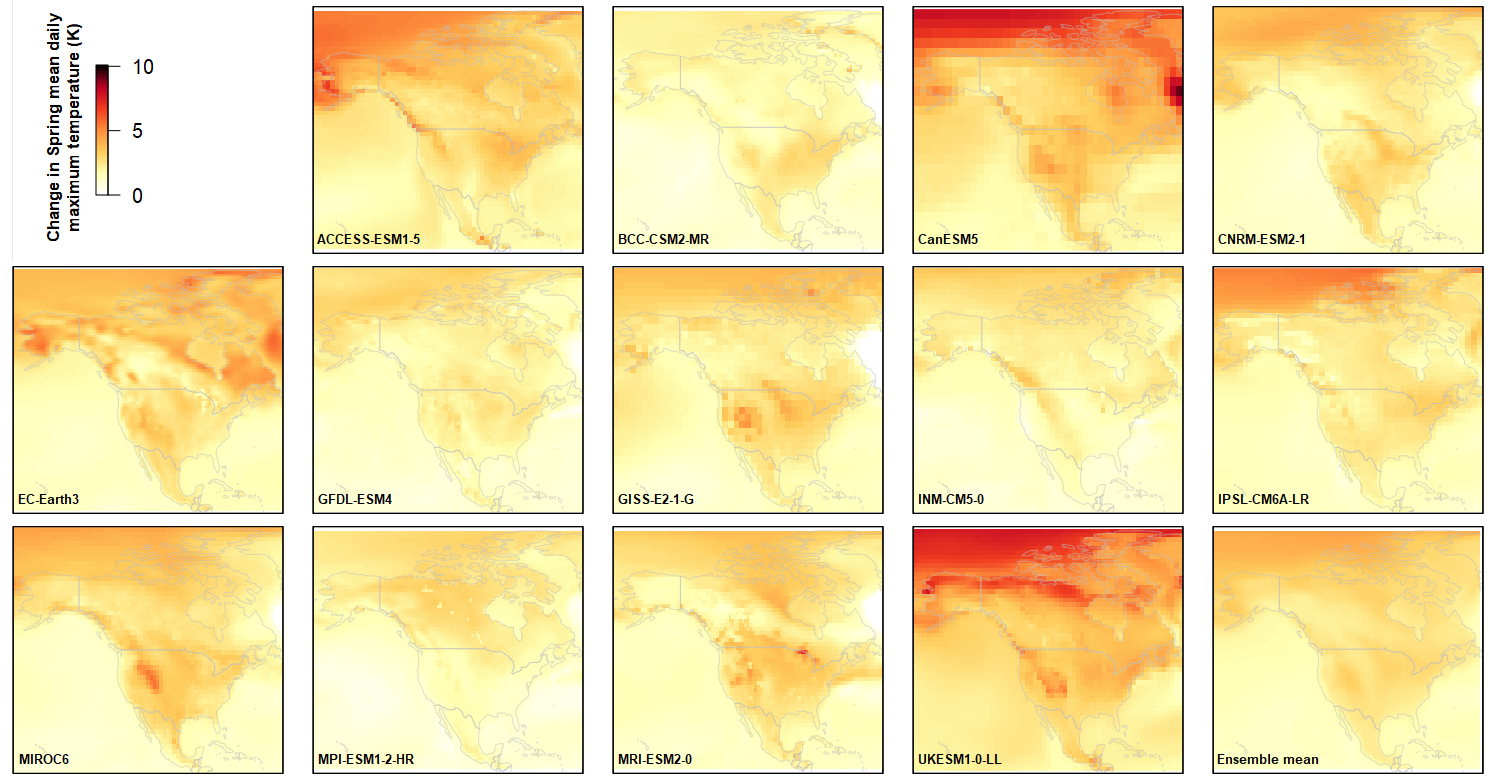 Change in Spring mean daily
maximum temperature (K)
10
5
0
ACCESS-ESM1-5
BCC-CSM2-MR
CanESM5
CNRM-ESM2-1
EC-Earth3
GFDL-ESM4
GISS-E2-1-G
INM-CM5-0
IPSL-CM6A-LR
MIROC6
MPI-ESM1-2-HR
MRI-ESM2-0
UKESM1-0-LL
Ensemble mean